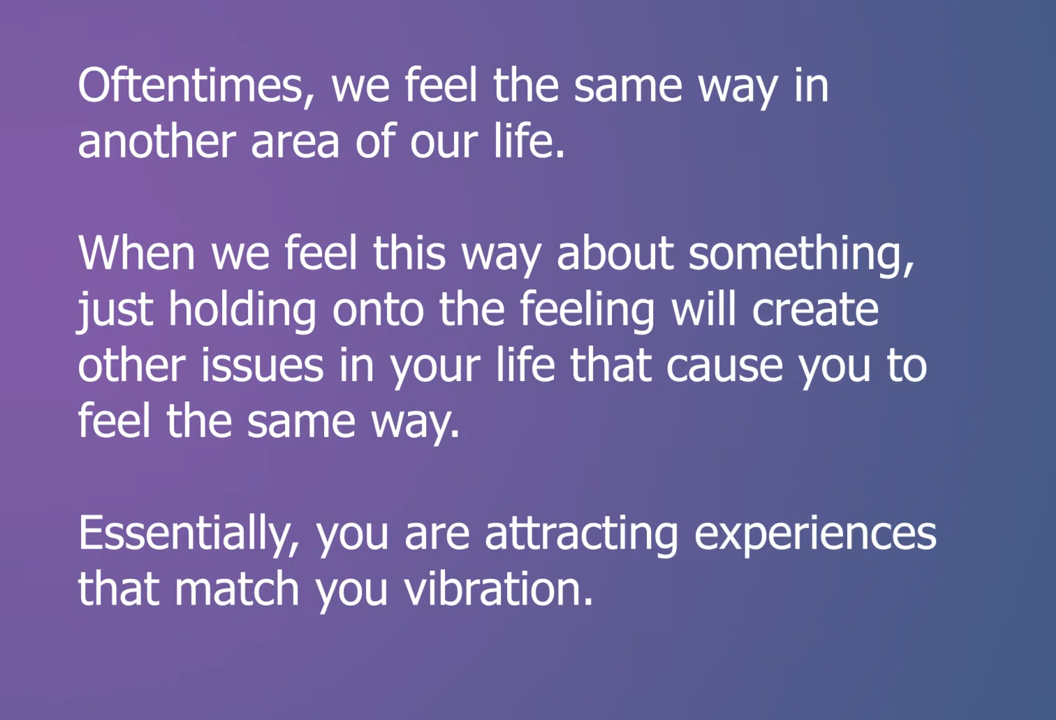 Oftentimes, we feel the same way in
another area of our life.
When we feel this way about something,
just holding onto the feeling will create
other issues in your life that cause you to
feel the same way.
Essentially, you are attracting experiences
that match you vibration.